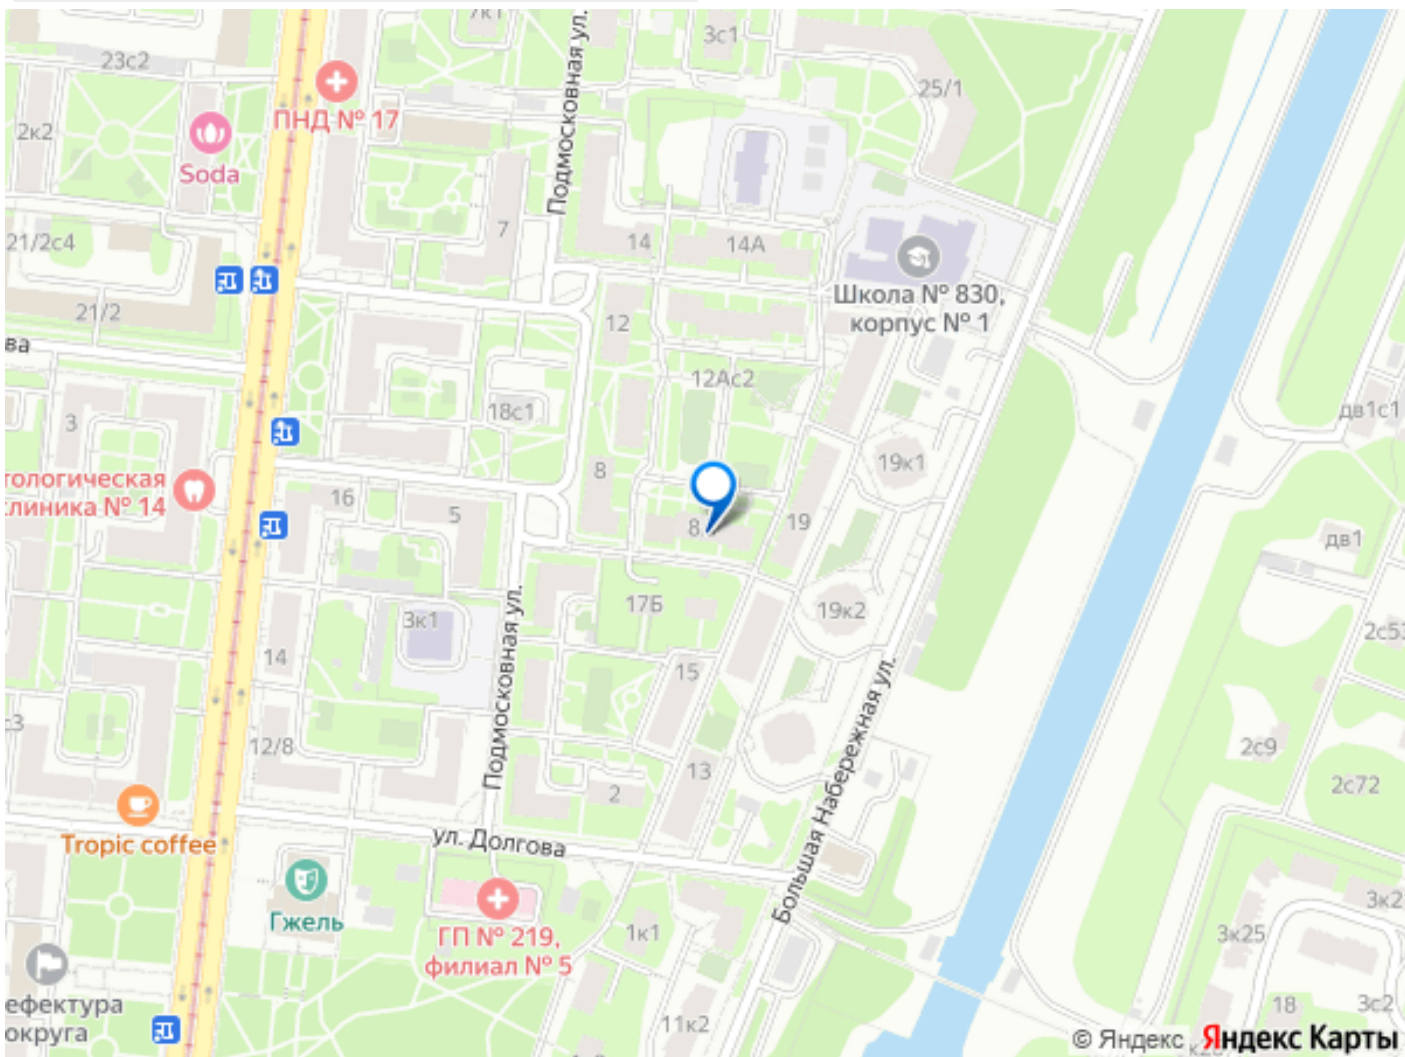 7к1
3с1
23с2
25/1
ПНД № 17
2к2
Soda
Подмосковная ул.
7
14
14А
21/2с4
Школа № 830,
корпус № 1
21/2
12
ва
12Ас2
18с1
дв1с1
3
8
19к1
тологическая
клиника № 14
16
5
8
19
дв1
17Б
19к2
3к1
2с53
14
15
Подмосковная ул.
Большая Набережная ул.
с3
12/8
2с9
13
2с72
2
Tropic coffee
ул. Долгова
Гжель
ГП № 219,
филиал № 5
1к1
3к2
3к25
ефектура
округа
11к2
18
3с2
© Яндекс Яндекс Карты